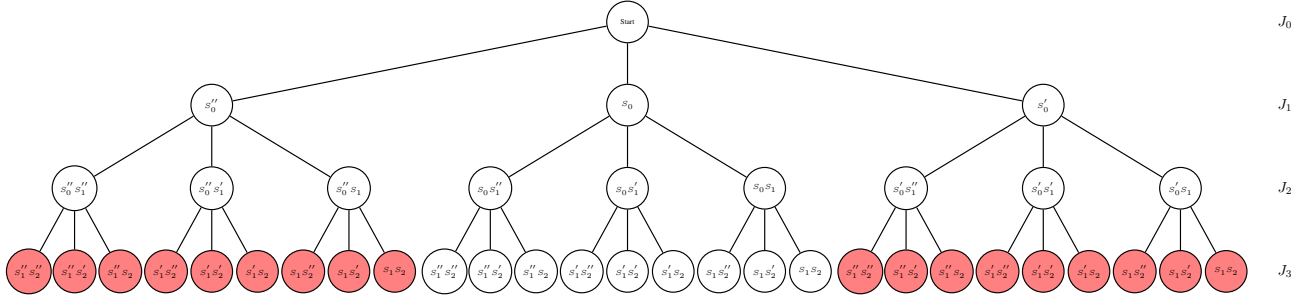 Start J₀
s₀″ s₀ s₀′ J₁
s₀″s₁″ s₀″s₁′ s₀″s₁ s₀s₁″ s₀s₁′ s₀s₁ s₀′s₁″ s₀′s₁′ s₀′s₁ J₂
s₁″s₂″ s₁″s₂′ s₁″s₂ s₁′s₂″ s₁′s₂′ s₁′s₂ s₁s₂″ s₁s₂′ s₁s₂ s₁″s₂″ s₁″s₂′ s₁″s₂ s₁′s₂″ s₁′s₂′ s₁′s₂ s₁s₂″ s₁s₂′ s₁s₂ s₁″s₂″ s₁″s₂′ s₁″s₂ s₁′s₂″ s₁′s₂′ s₁′s₂ s₁s₂″ s₁s₂′ s₁s₂ J₃